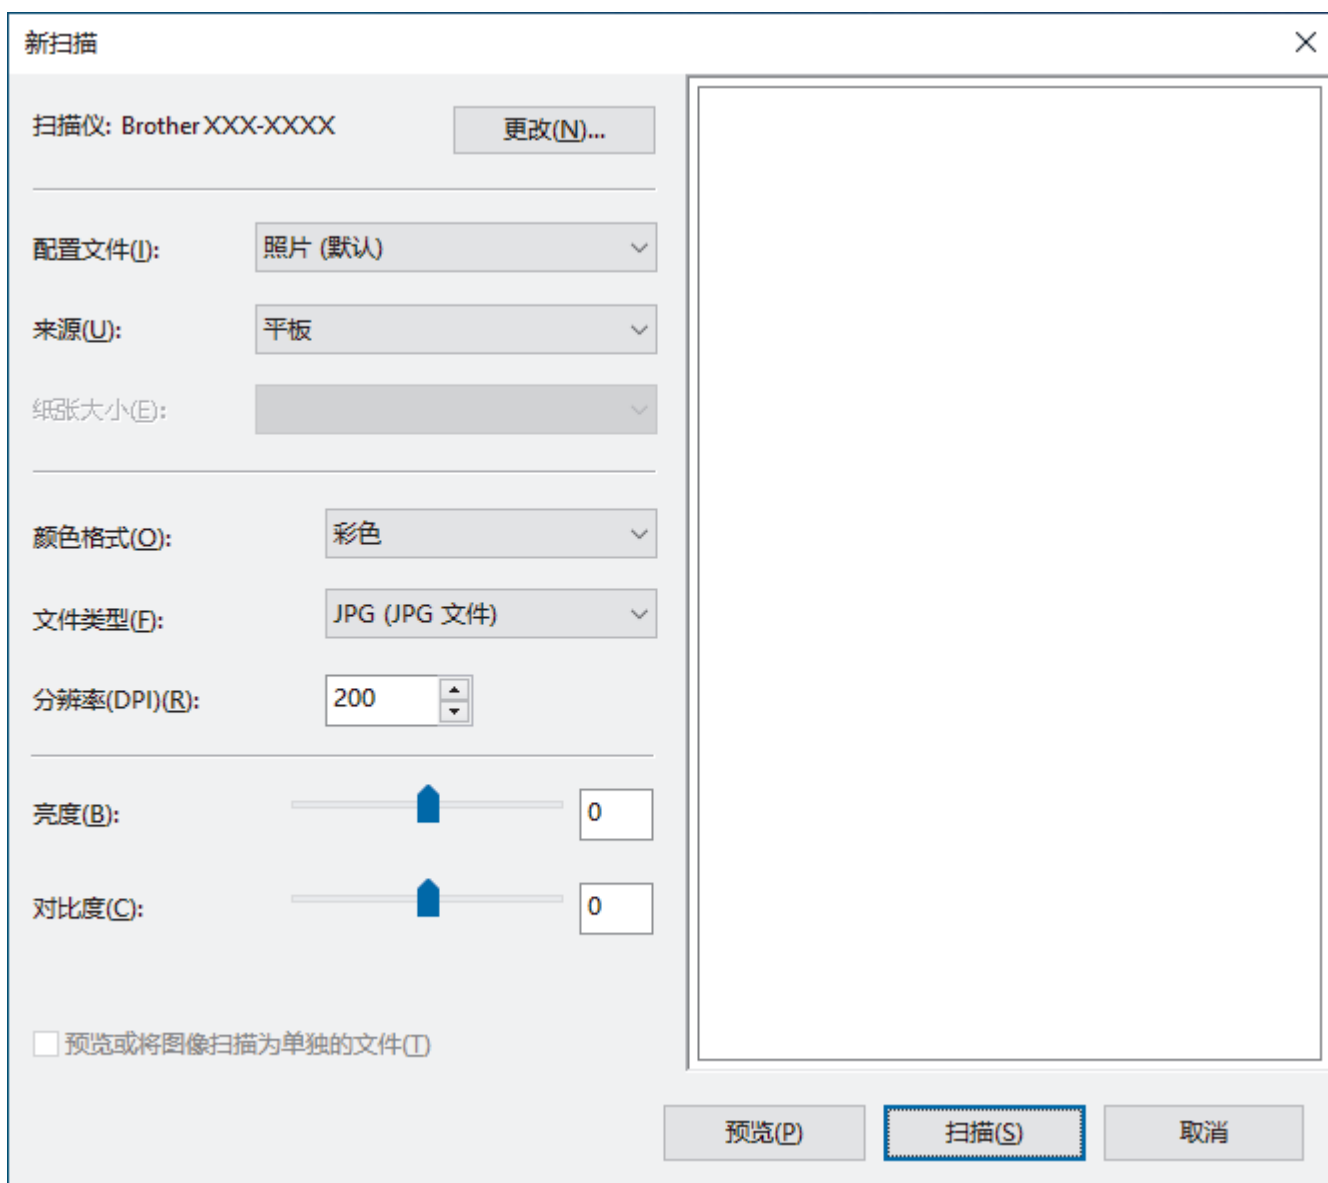 新扫描
扫描仪: Brother XXX-XXXX
更改(N)...
配置文件(I):
照片 (默认)
来源(U):
平板
纸张大小(E):
颜色格式(O):
彩色
文件类型(F):
JPG (JPG 文件)
分辨率(DPI)(R):
200
亮度(B):
0
对比度(C):
0
预览或将图像扫描为单独的文件(T)
预览(P)
扫描(S)
取消